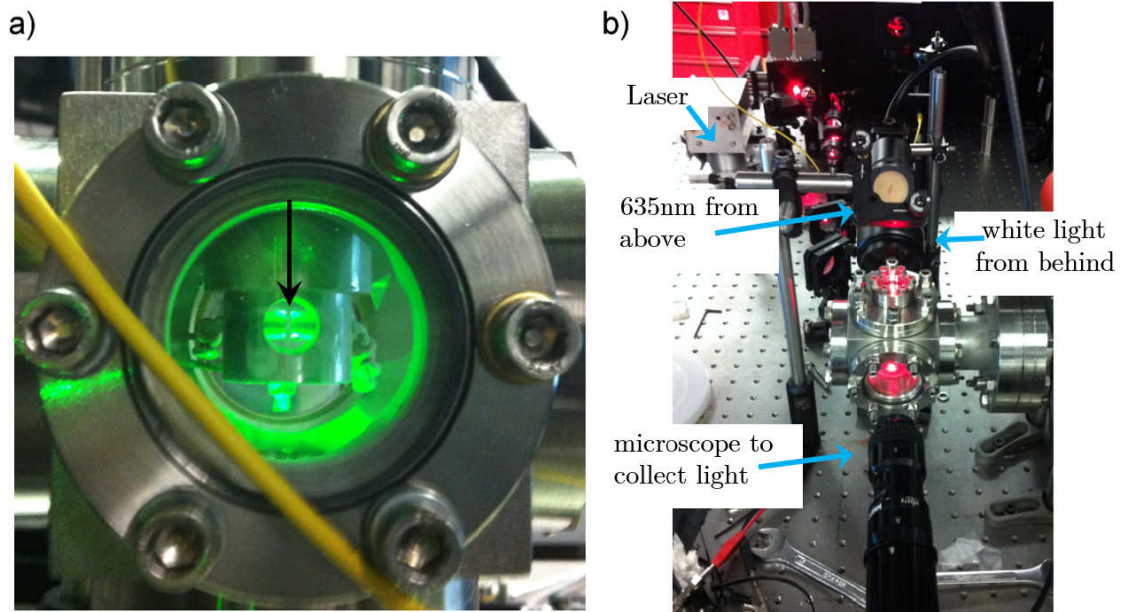 a)
b)
Laser
635nm from
above
white light
from behind
microscope to
collect light